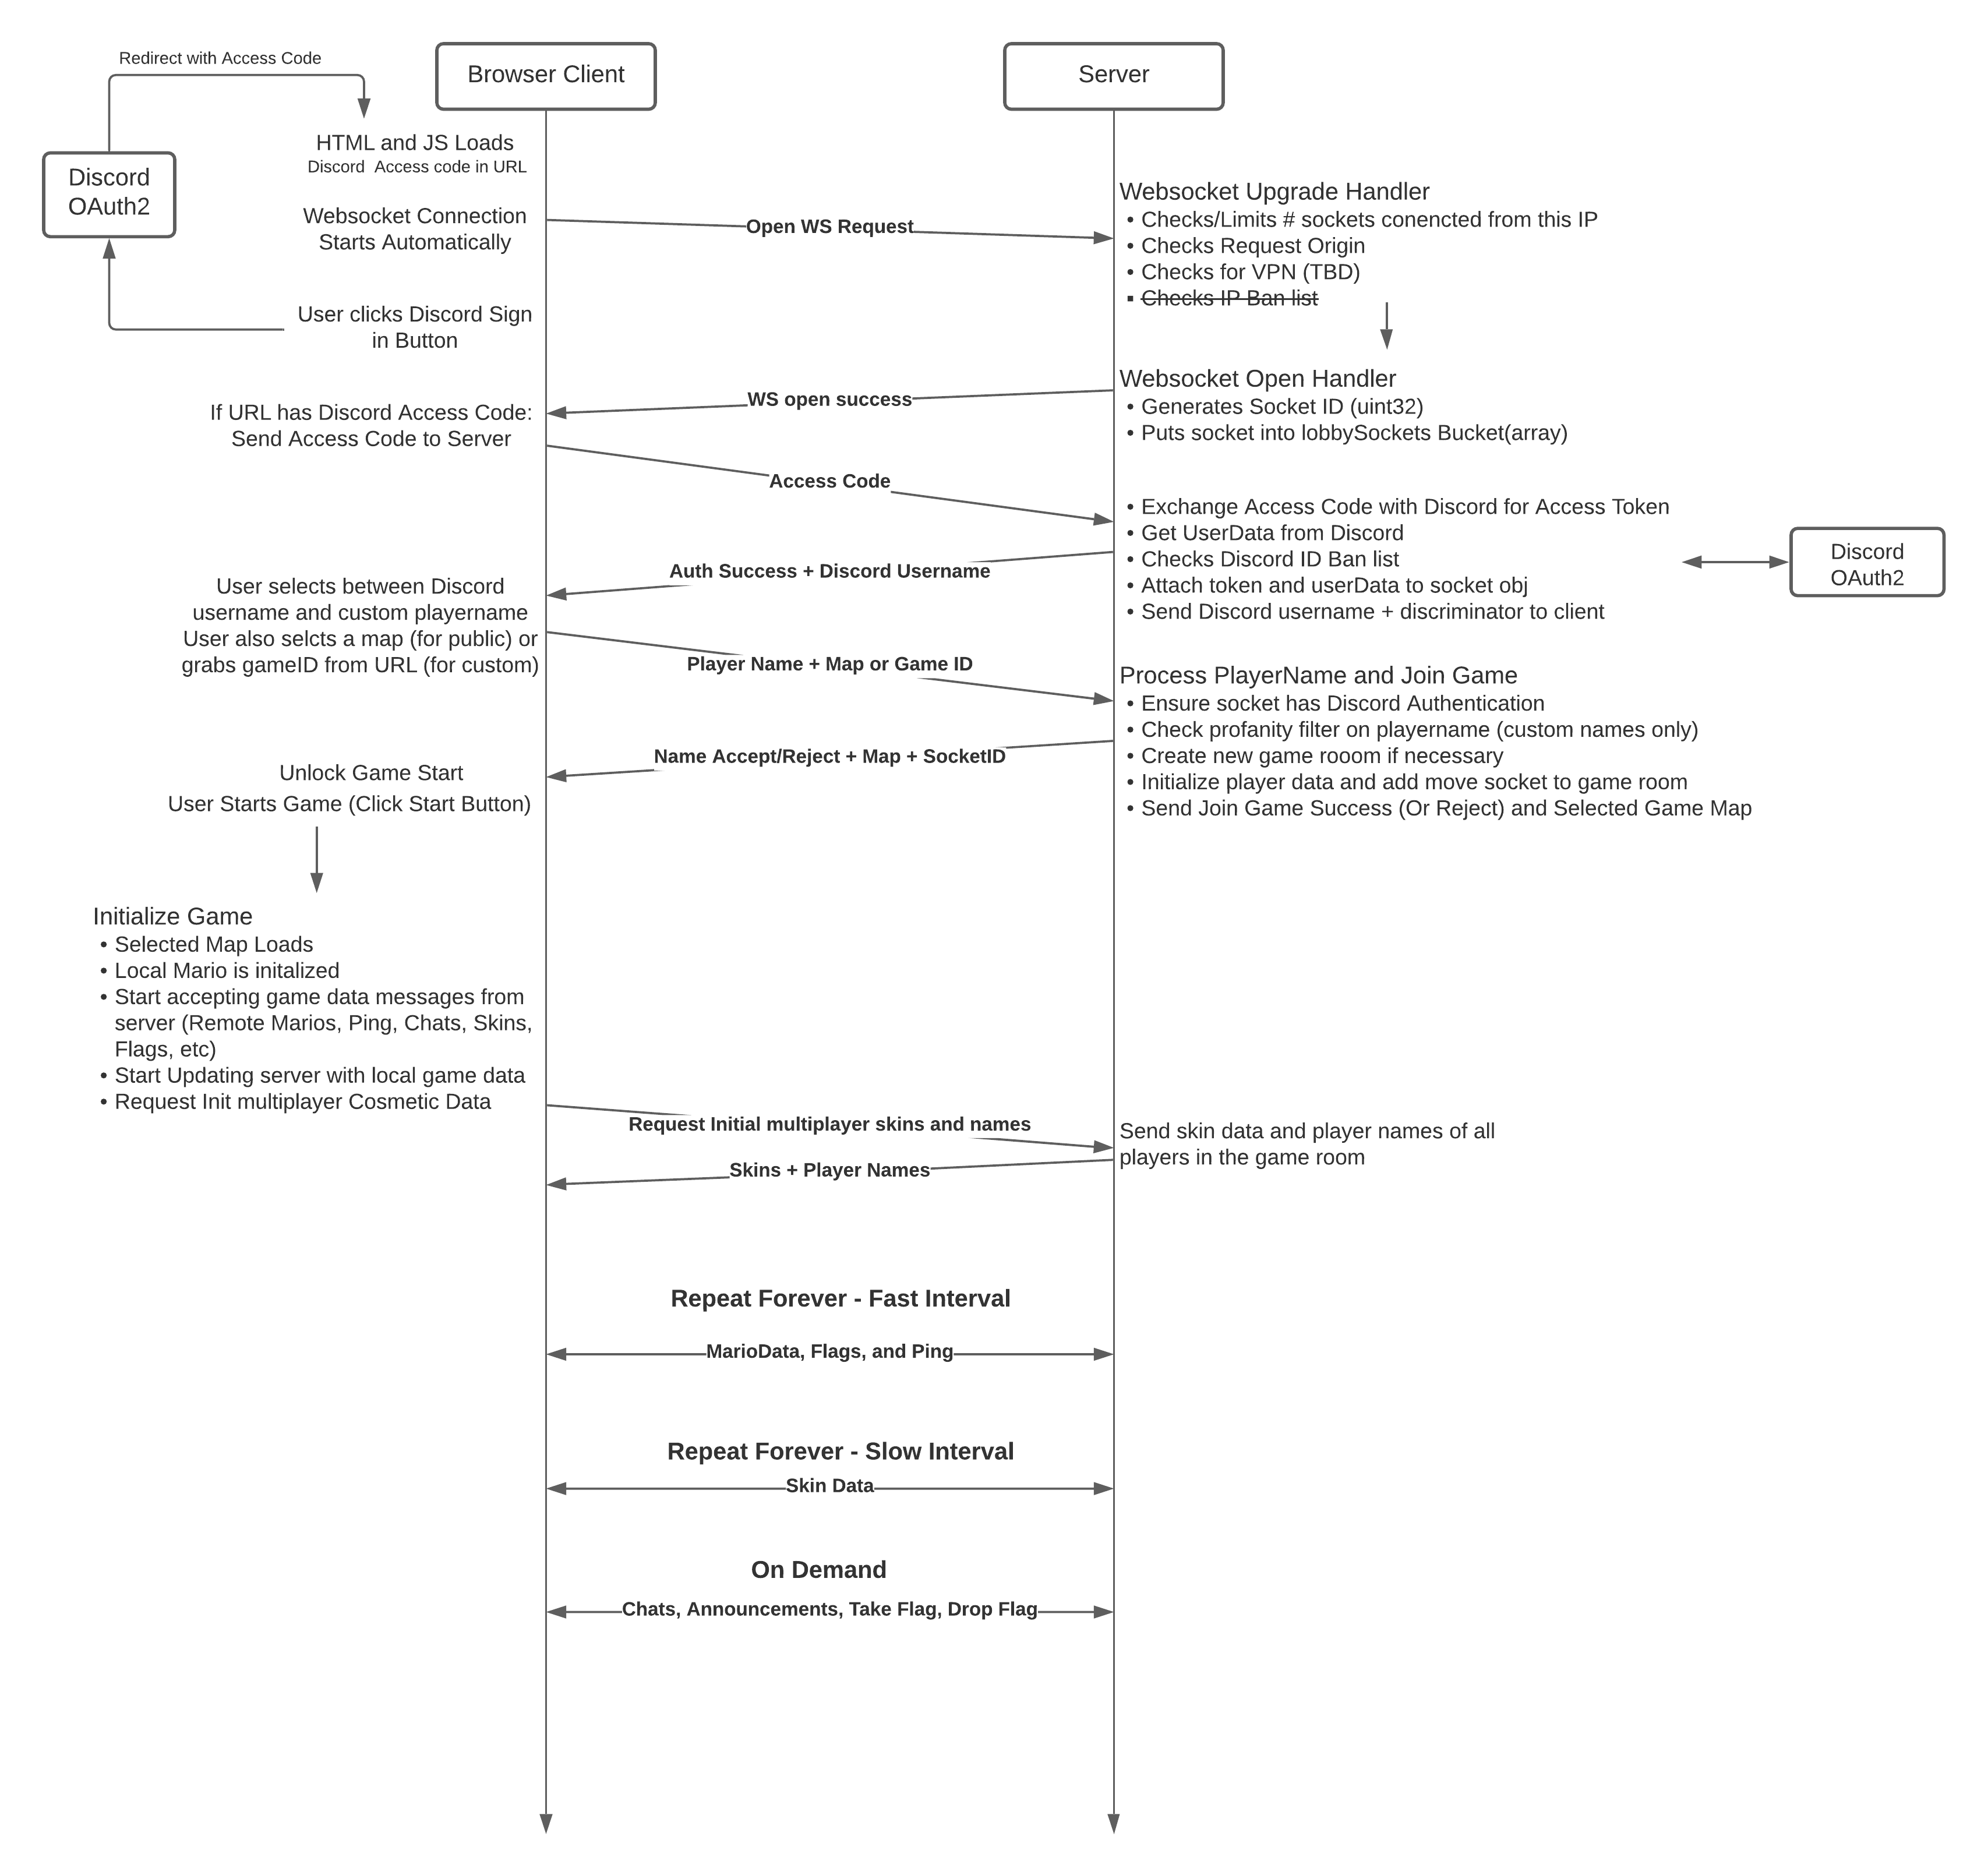 Redirect with Access Code
Browser Client
Server
HTML and JS Loads
Discord  Access code in URL
Discord
OAuth2
Websocket Connection
Starts Automatically
Open WS Request
Websocket Upgrade Handler
• Checks/Limits # sockets conencted from this IP
• Checks Request Origin
• Checks for VPN (TBD)
▪ Checks IP Ban list
User clicks Discord Sign
in Button
Websocket Open Handler
• Generates Socket ID (uint32)
• Puts socket into lobbySockets Bucket(array)
WS open success
If URL has Discord Access Code:
Send Access Code to Server
Access Code
• Exchange Access Code with Discord for Access Token
• Get UserData from Discord
• Checks Discord ID Ban list
• Attach token and userData to socket obj
• Send Discord username + discriminator to client
Discord
OAuth2
Auth Success + Discord Username
User selects between Discord
username and custom playername
User also selcts a map (for public) or
grabs gameID from URL (for custom)
Player Name + Map or Game ID
Process PlayerName and Join Game
• Ensure socket has Discord Authentication
• Check profanity filter on playername (custom names only)
• Create new game rooom if necessary
• Initialize player data and add move socket to game room
• Send Join Game Success (Or Reject) and Selected Game Map
Name Accept/Reject + Map + SocketID
Unlock Game Start
User Starts Game (Click Start Button)
Initialize Game
• Selected Map Loads
• Local Mario is initalized
• Start accepting game data messages from
server (Remote Marios, Ping, Chats, Skins,
Flags, etc)
• Start Updating server with local game data
• Request Init multiplayer Cosmetic Data
Request Initial multiplayer skins and names
Send skin data and player names of all
players in the game room
Skins + Player Names
Repeat Forever - Fast Interval
MarioData, Flags, and Ping
Repeat Forever - Slow Interval
Skin Data
On Demand
Chats, Announcements, Take Flag, Drop Flag